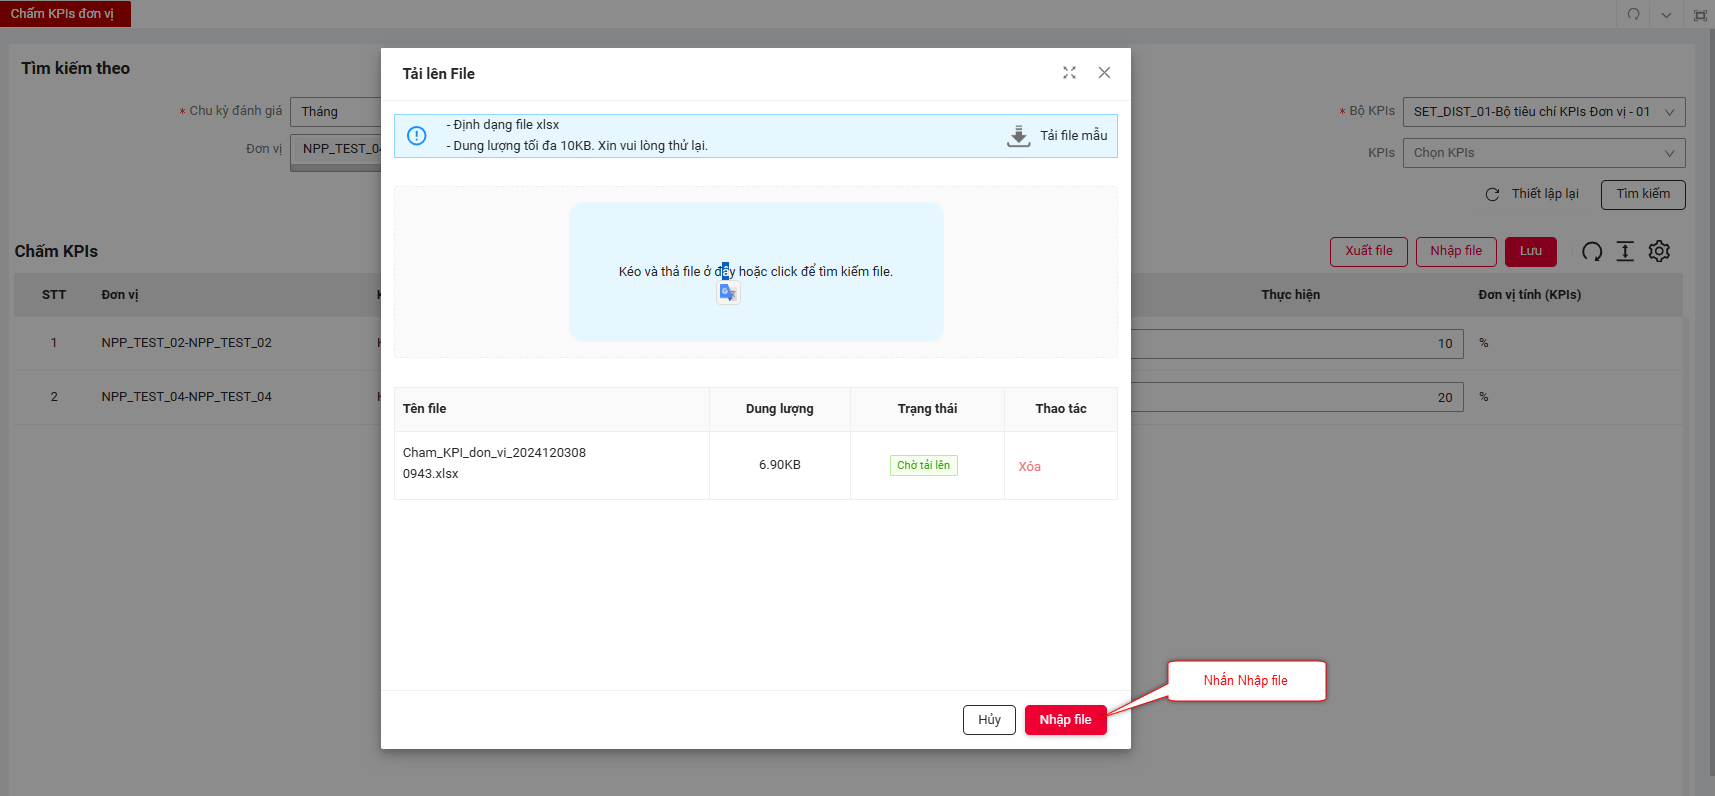 Chấm KPIs đơn vị
Tìm kiếm theo
* Chu kỳ đánh giá
Tháng
* Bộ KPIs
SET_DIST_01-Bộ tiêu chí KPIs Đơn vị - 01
Đơn vị
NPP_TEST_04
KPIs
Chọn KPIs
Thiết lập lại
Tìm kiếm
Chấm KPIs
Xuất file
Nhập file
Lưu
STT
Đơn vị
K
Thực hiện
Đơn vị tính (KPIs)
1
NPP_TEST_02-NPP_TEST_02
K
10
%
2
NPP_TEST_04-NPP_TEST_04
K
20
%
Tải lên File
- Định dạng file xlsx
- Dung lượng tối đa 10KB. Xin vui lòng thử lại.
Tải file mẫu
Kéo và thả file ở đây hoặc click để tìm kiếm file.
Tên file
Dung lượng
Trạng thái
Thao tác
Cham_KPI_don_vi_2024120308
0943.xlsx
6.90KB
Chờ tải lên
Xóa
Hủy
Nhập file
Nhấn Nhập file